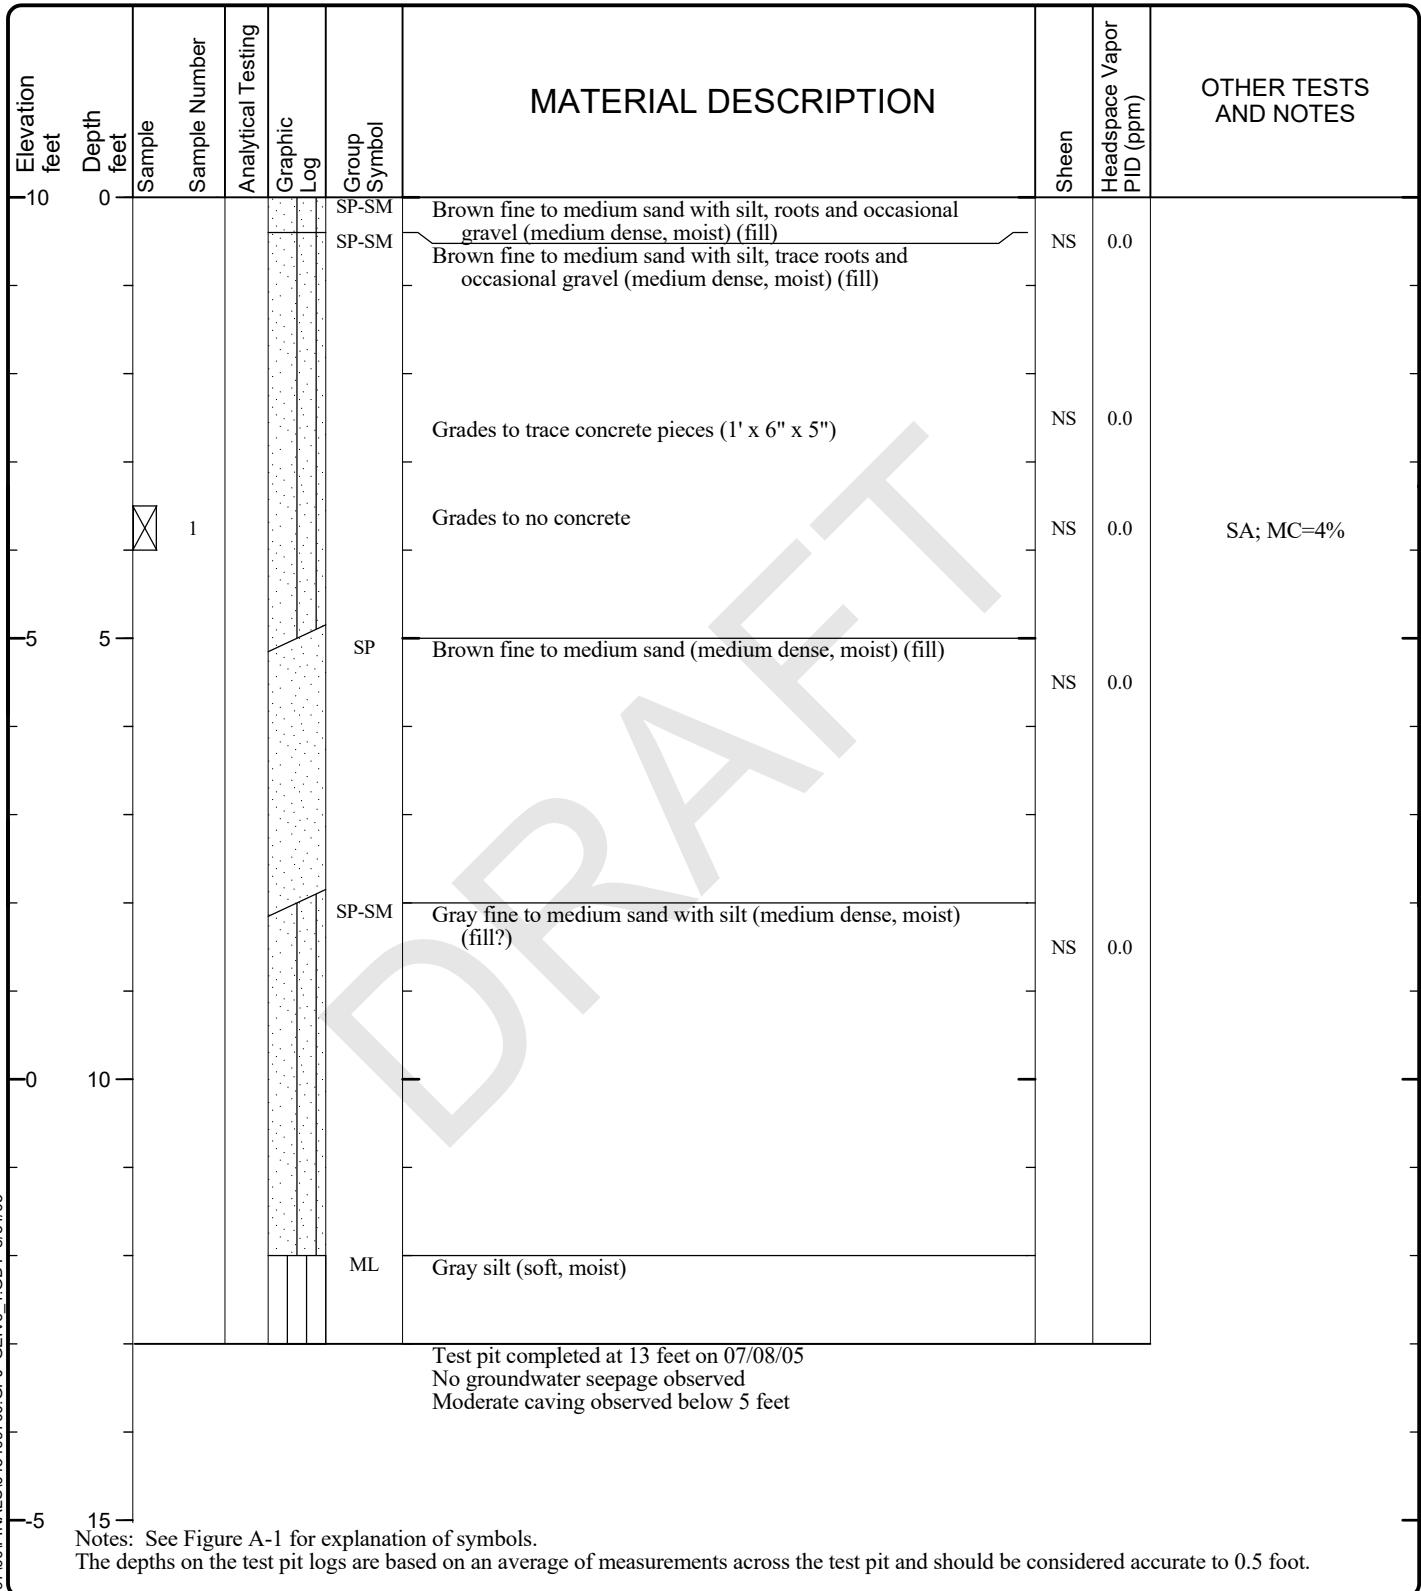 Elevation feet
Depth feet
Sample
Sample Number
Analytical Testing
Graphic Log
Group Symbol
MATERIAL DESCRIPTION
Sheen
Headspace Vapor PID (ppm)
OTHER TESTS
AND NOTES
10 0
SP-SM Brown fine to medium sand with silt, roots and occasional
gravel (medium dense, moist) (fill)
SP-SM NS 0.0
Brown fine to medium sand with silt, trace roots and
occasional gravel (medium dense, moist) (fill)
Grades to trace concrete pieces (1' x 6" x 5") NS 0.0
1 Grades to no concrete NS 0.0 SA; MC=4%
5 5
SP Brown fine to medium sand (medium dense, moist) (fill)
NS 0.0
SP-SM Gray fine to medium sand with silt (medium dense, moist)
(fill?) NS 0.0
0 10
ML Gray silt (soft, moist)
Test pit completed at 13 feet on 07/08/05
No groundwater seepage observed
Moderate caving observed below 5 feet
-5 15
Notes: See Figure A-1 for explanation of symbols.
The depths on the test pit logs are based on an average of measurements across the test pit and should be considered accurate to 0.5 foot.
DRAFT